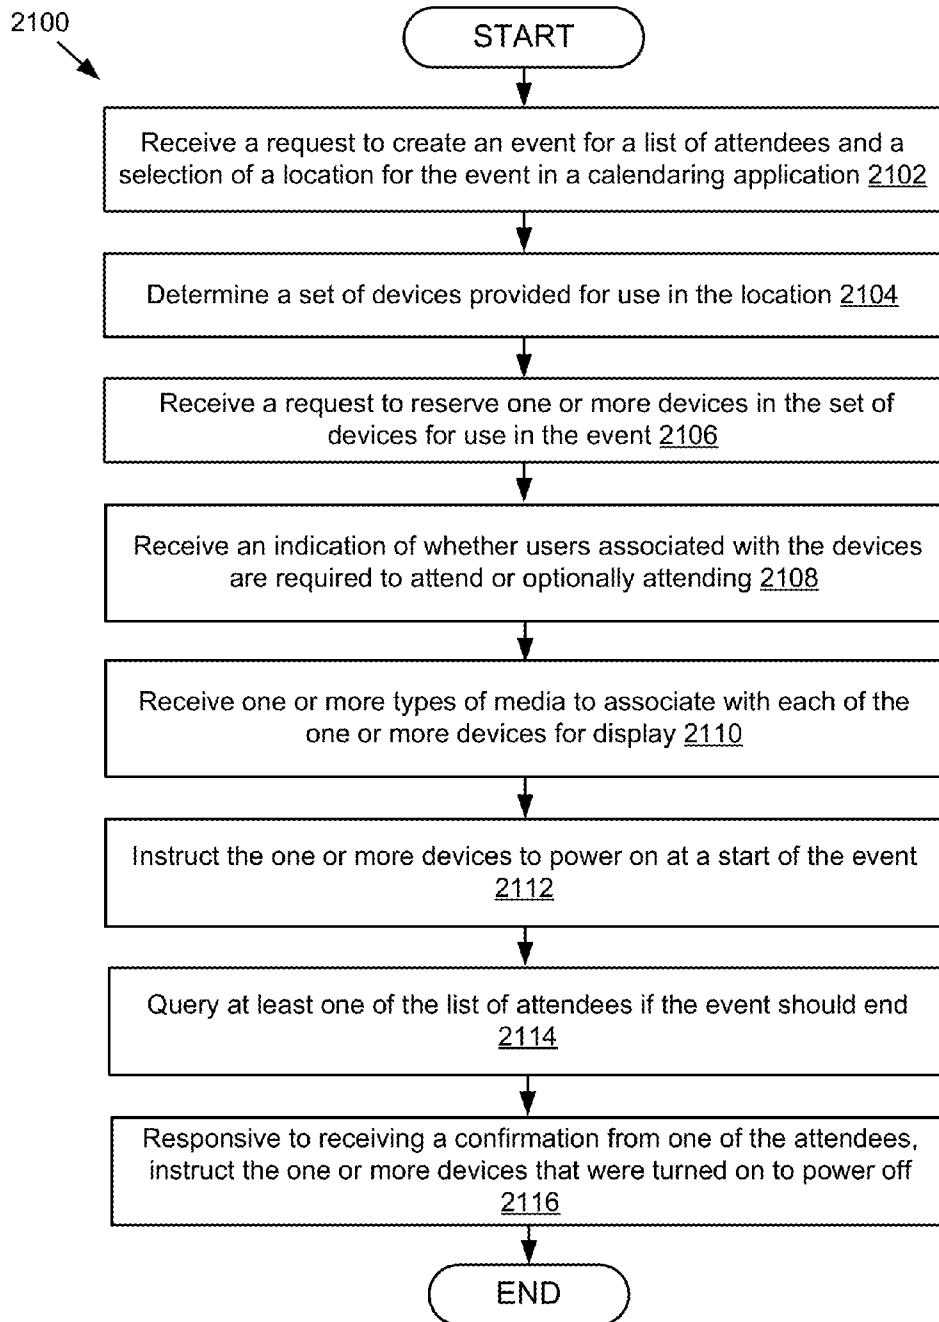 2100
START
Receive a request to create an event for a list of attendees and a
selection of a location for the event in a calendaring application 2102
Determine a set of devices provided for use in the location 2104
Receive a request to reserve one or more devices in the set of
devices for use in the event 2106
Receive an indication of whether users associated with the devices
are required to attend or optionally attending 2108
Receive one or more types of media to associate with each of the
one or more devices for display 2110
Instruct the one or more devices to power on at a start of the event
2112
Query at least one of the list of attendees if the event should end
2114
Responsive to receiving a confirmation from one of the attendees,
instruct the one or more devices that were turned on to power off
2116
END